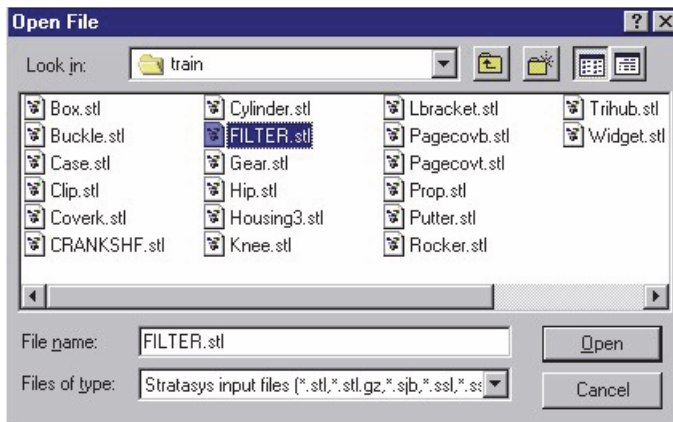 Open File
Look in: train
Box.stl Cylinder.stl Lbracket.stl Trihub.stl
Buckle.stl FILTER.stl Pagecovb.stl Widget.stl
Case.stl Gear.stl Pagecovt.stl
Clip.stl Hip.stl Prop.stl
Coverk.stl Housing3.stl Putter.stl
CRANKSHF.stl Knee.stl Rocker.stl
File name: FILTER.stl Open
Files of type: Stratasys input files (*.stl,*.stl.gz,*.sjb,*.ssl,*.ss Cancel